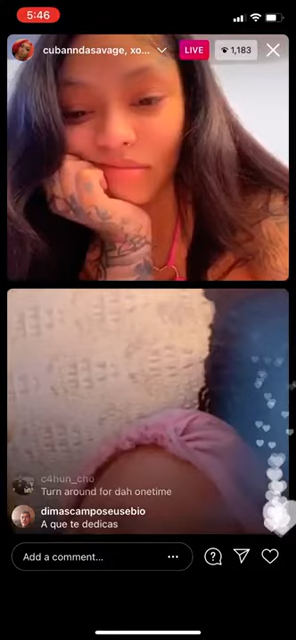 5:46
cubanndasavage, xo...
LIVE
1,183
c4hun_cho
Turn around for dah onetime
dimascamposeusebio
A que te dedicas
Add a comment...